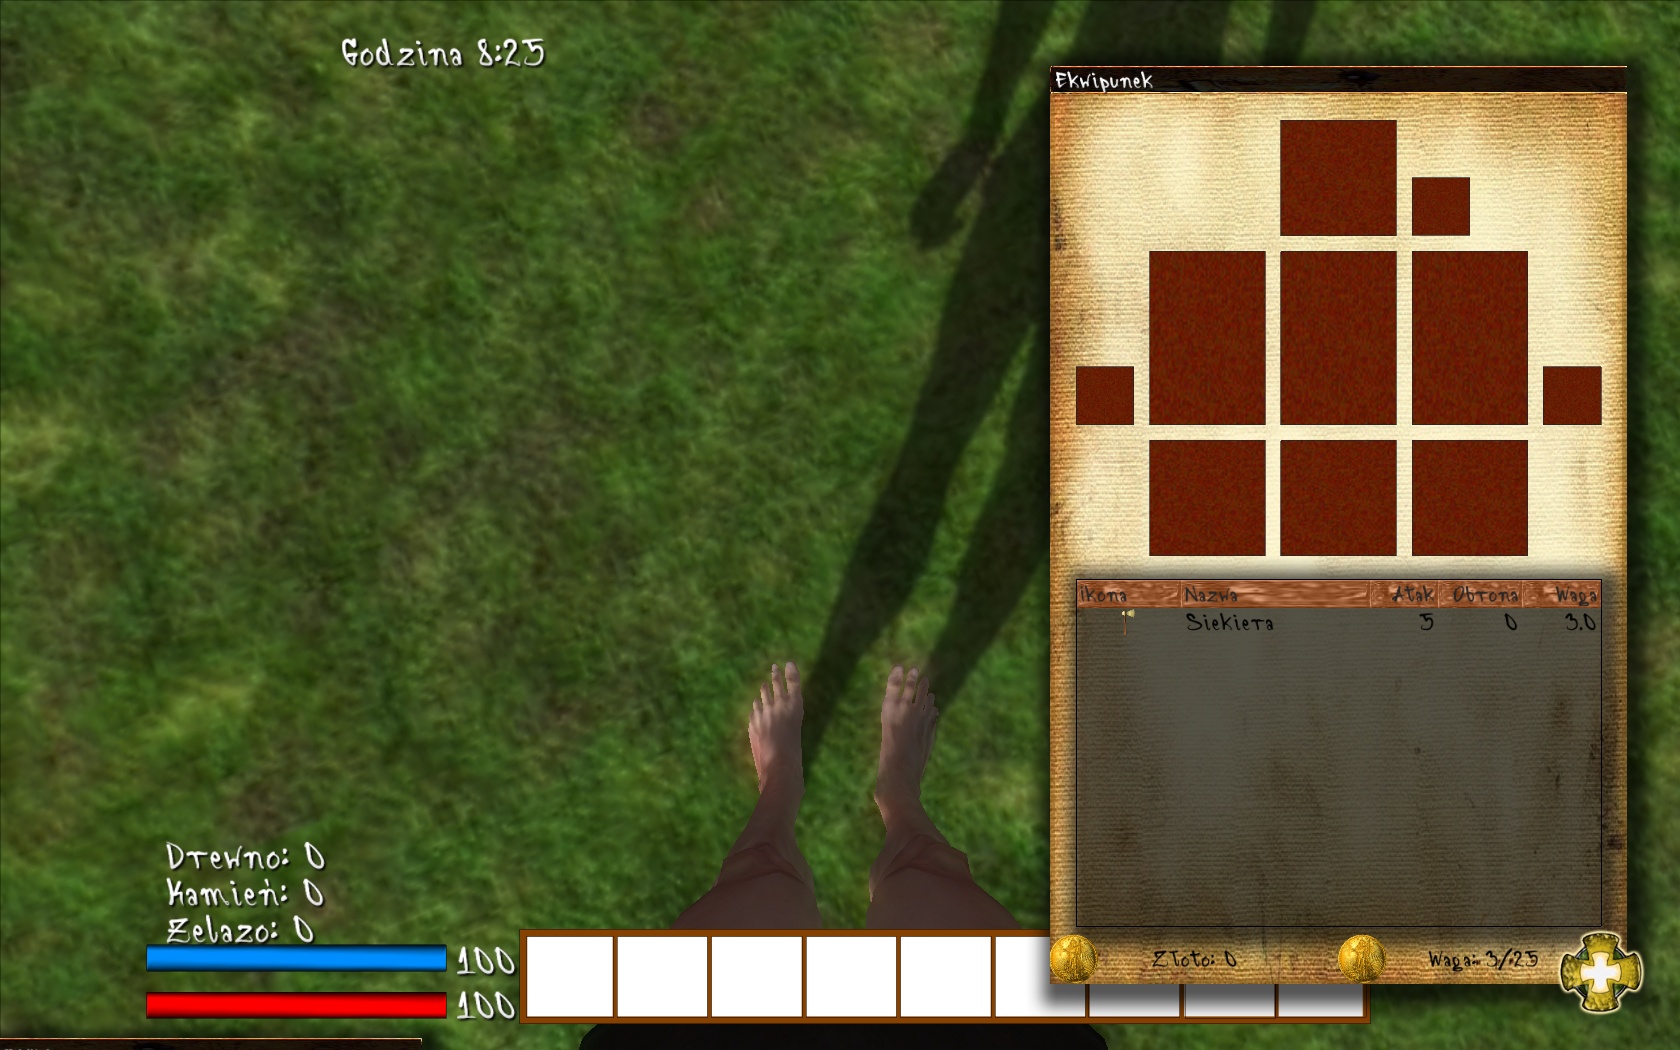 Godzina 8:25
Ekwipunek
Ikona Nazwa Atak Obrona Waga
Siekiera 5 0 3.0
Drewno: 0
Kamień: 0
Żelazo: 0
100
100
Złoto: 0
Waga: 3/25